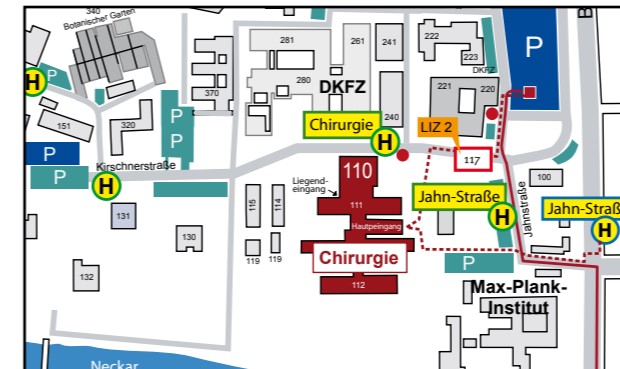 340
Botanischer Garten
281
261
241
222
223
DKFZ
P
H
P
370
280
DKFZ
221
220
240
151
320
P
P
Chirurgie
H
LIZ 2
117
P
P
Kirschnerstraße
H
110
100
Liegend-
eingang
111
115
114
131
Jahn-Straße
H
Jahnstraße
Jahn-Straß
H
Hautpeingang
130
119
119
Chirurgie
P
132
112
Max-Plank-
Institut
Neckar